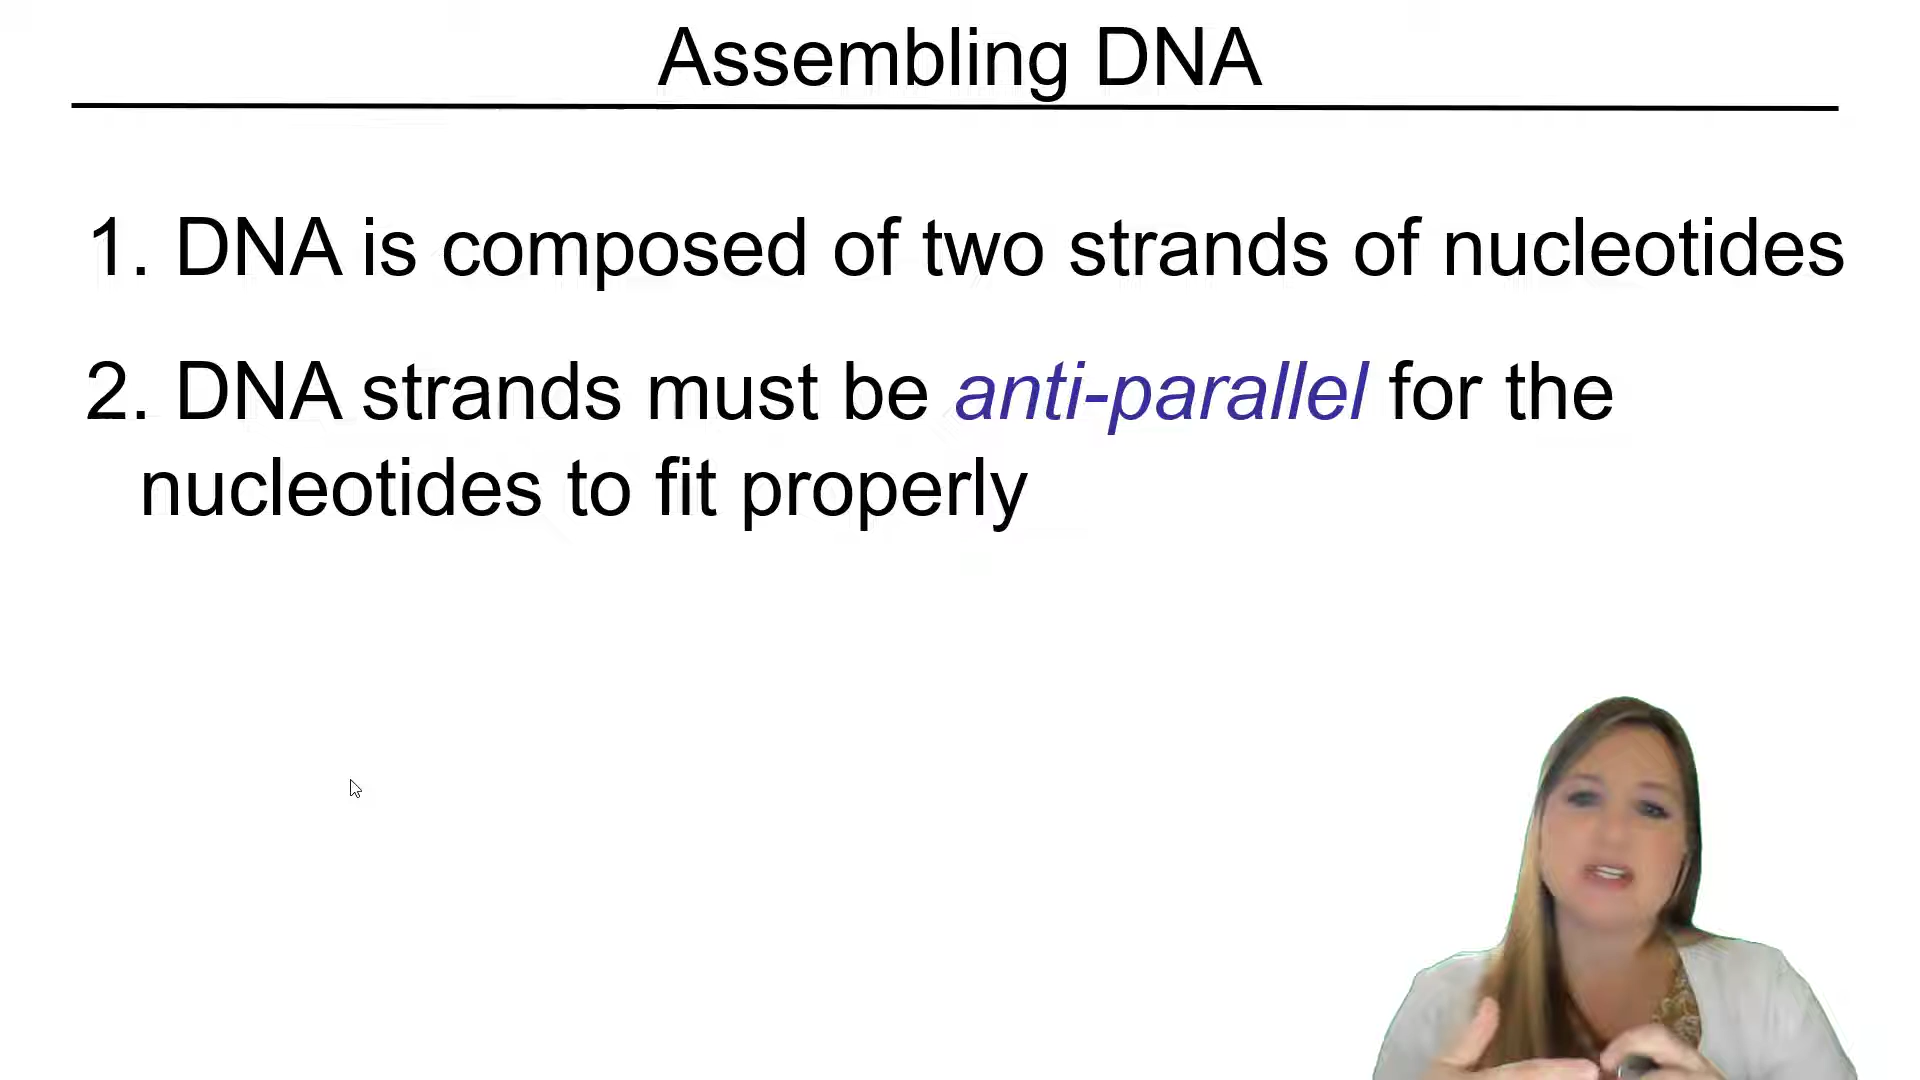 Assembling DNA
1. DNA is composed of two strands of nucleotides
2. DNA strands must be anti-parallel for the
nucleotides to fit properly